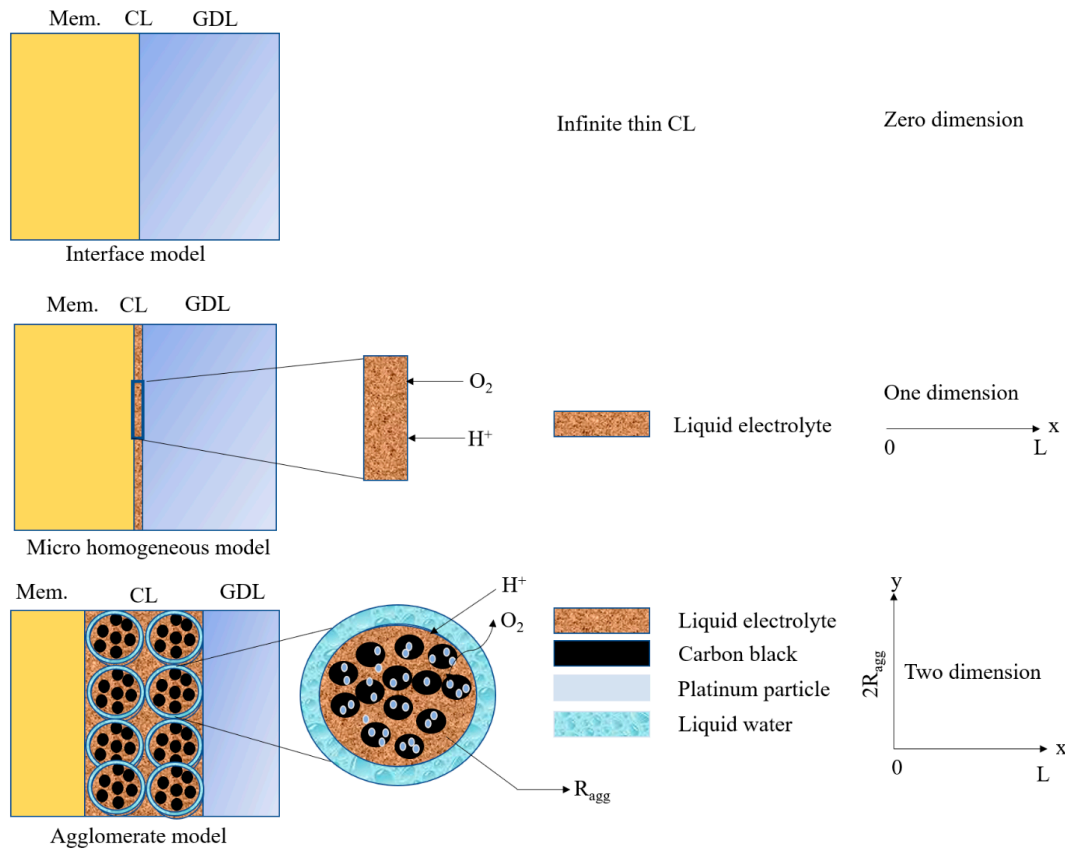 Mem. CL GDL
Infinite thin CL
Zero dimension
Interface model
Mem. CL GDL
O₂
H⁺
Liquid electrolyte
One dimension
x
0 L
Micro homogeneous model
Mem. CL GDL
H⁺
O₂
R_agg
Liquid electrolyte
Carbon black
Platinum particle
Liquid water
y
2R_agg
Two dimension
x
0 L
Agglomerate model